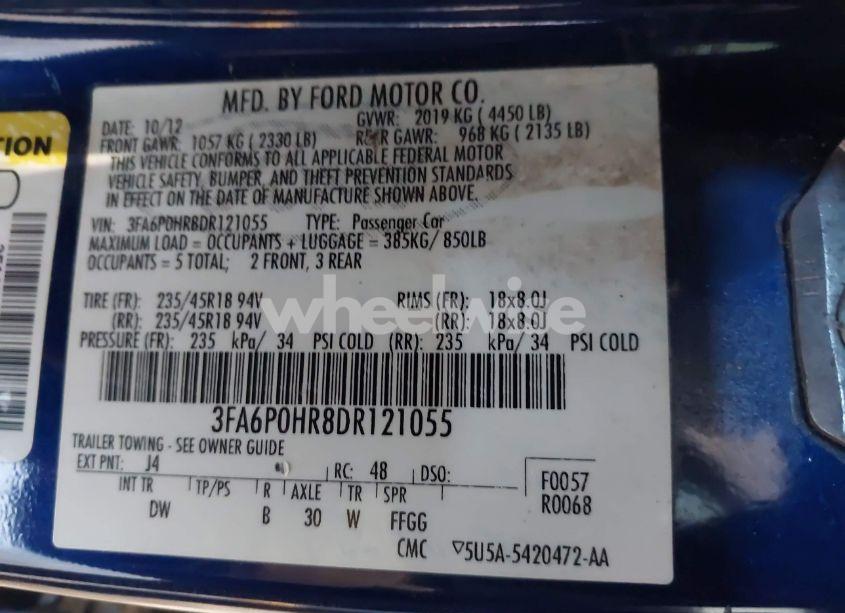 MFD. BY FORD MOTOR CO.
DATE: 10/12 GVWR: 2019 KG ( 4450 LB)
FRONT GAWR: 1057 KG ( 2330 LB) GAWR: 968 KG ( 2135 LB)
THIS VEHICLE CONFORMS TO ALL APPLICABLE FEDERAL MOTOR
VEHICLE SAFETY, BUMPER, AND THEFT PREVENTION STANDARDS
IN EFFECT ON THE DATE OF MANUFACTURE SHOWN ABOVE.
VIN: 3FA6P0HR8DR121055 TYPE: Passenger Car
MAXIMUM LOAD = OCCUPANTS + LUGGAGE = 385KG/ 850LB
OCCUPANTS = 5 TOTAL; 2 FRONT, 3 REAR
wheelwire
TIRE (FR): 235/45R18 94V RIMS (FR): 18x8.0J
(RR): 235/45R18 94V (RR): 18x8.0J
PRESSURE (FR): 235 kPa/ 34 PSI COLD (RR): 235 kPa/ 34 PSI COLD
3FA6P0HR8DR121055
TRAILER TOWING - SEE OWNER GUIDE
EXT PNT: J4 RC: 48 DSO: F0057
INT TR TP/PS R AXLE TR SPR R0068
DW B 30 W FFGG
CMC ▽5U5A-5420472-AA